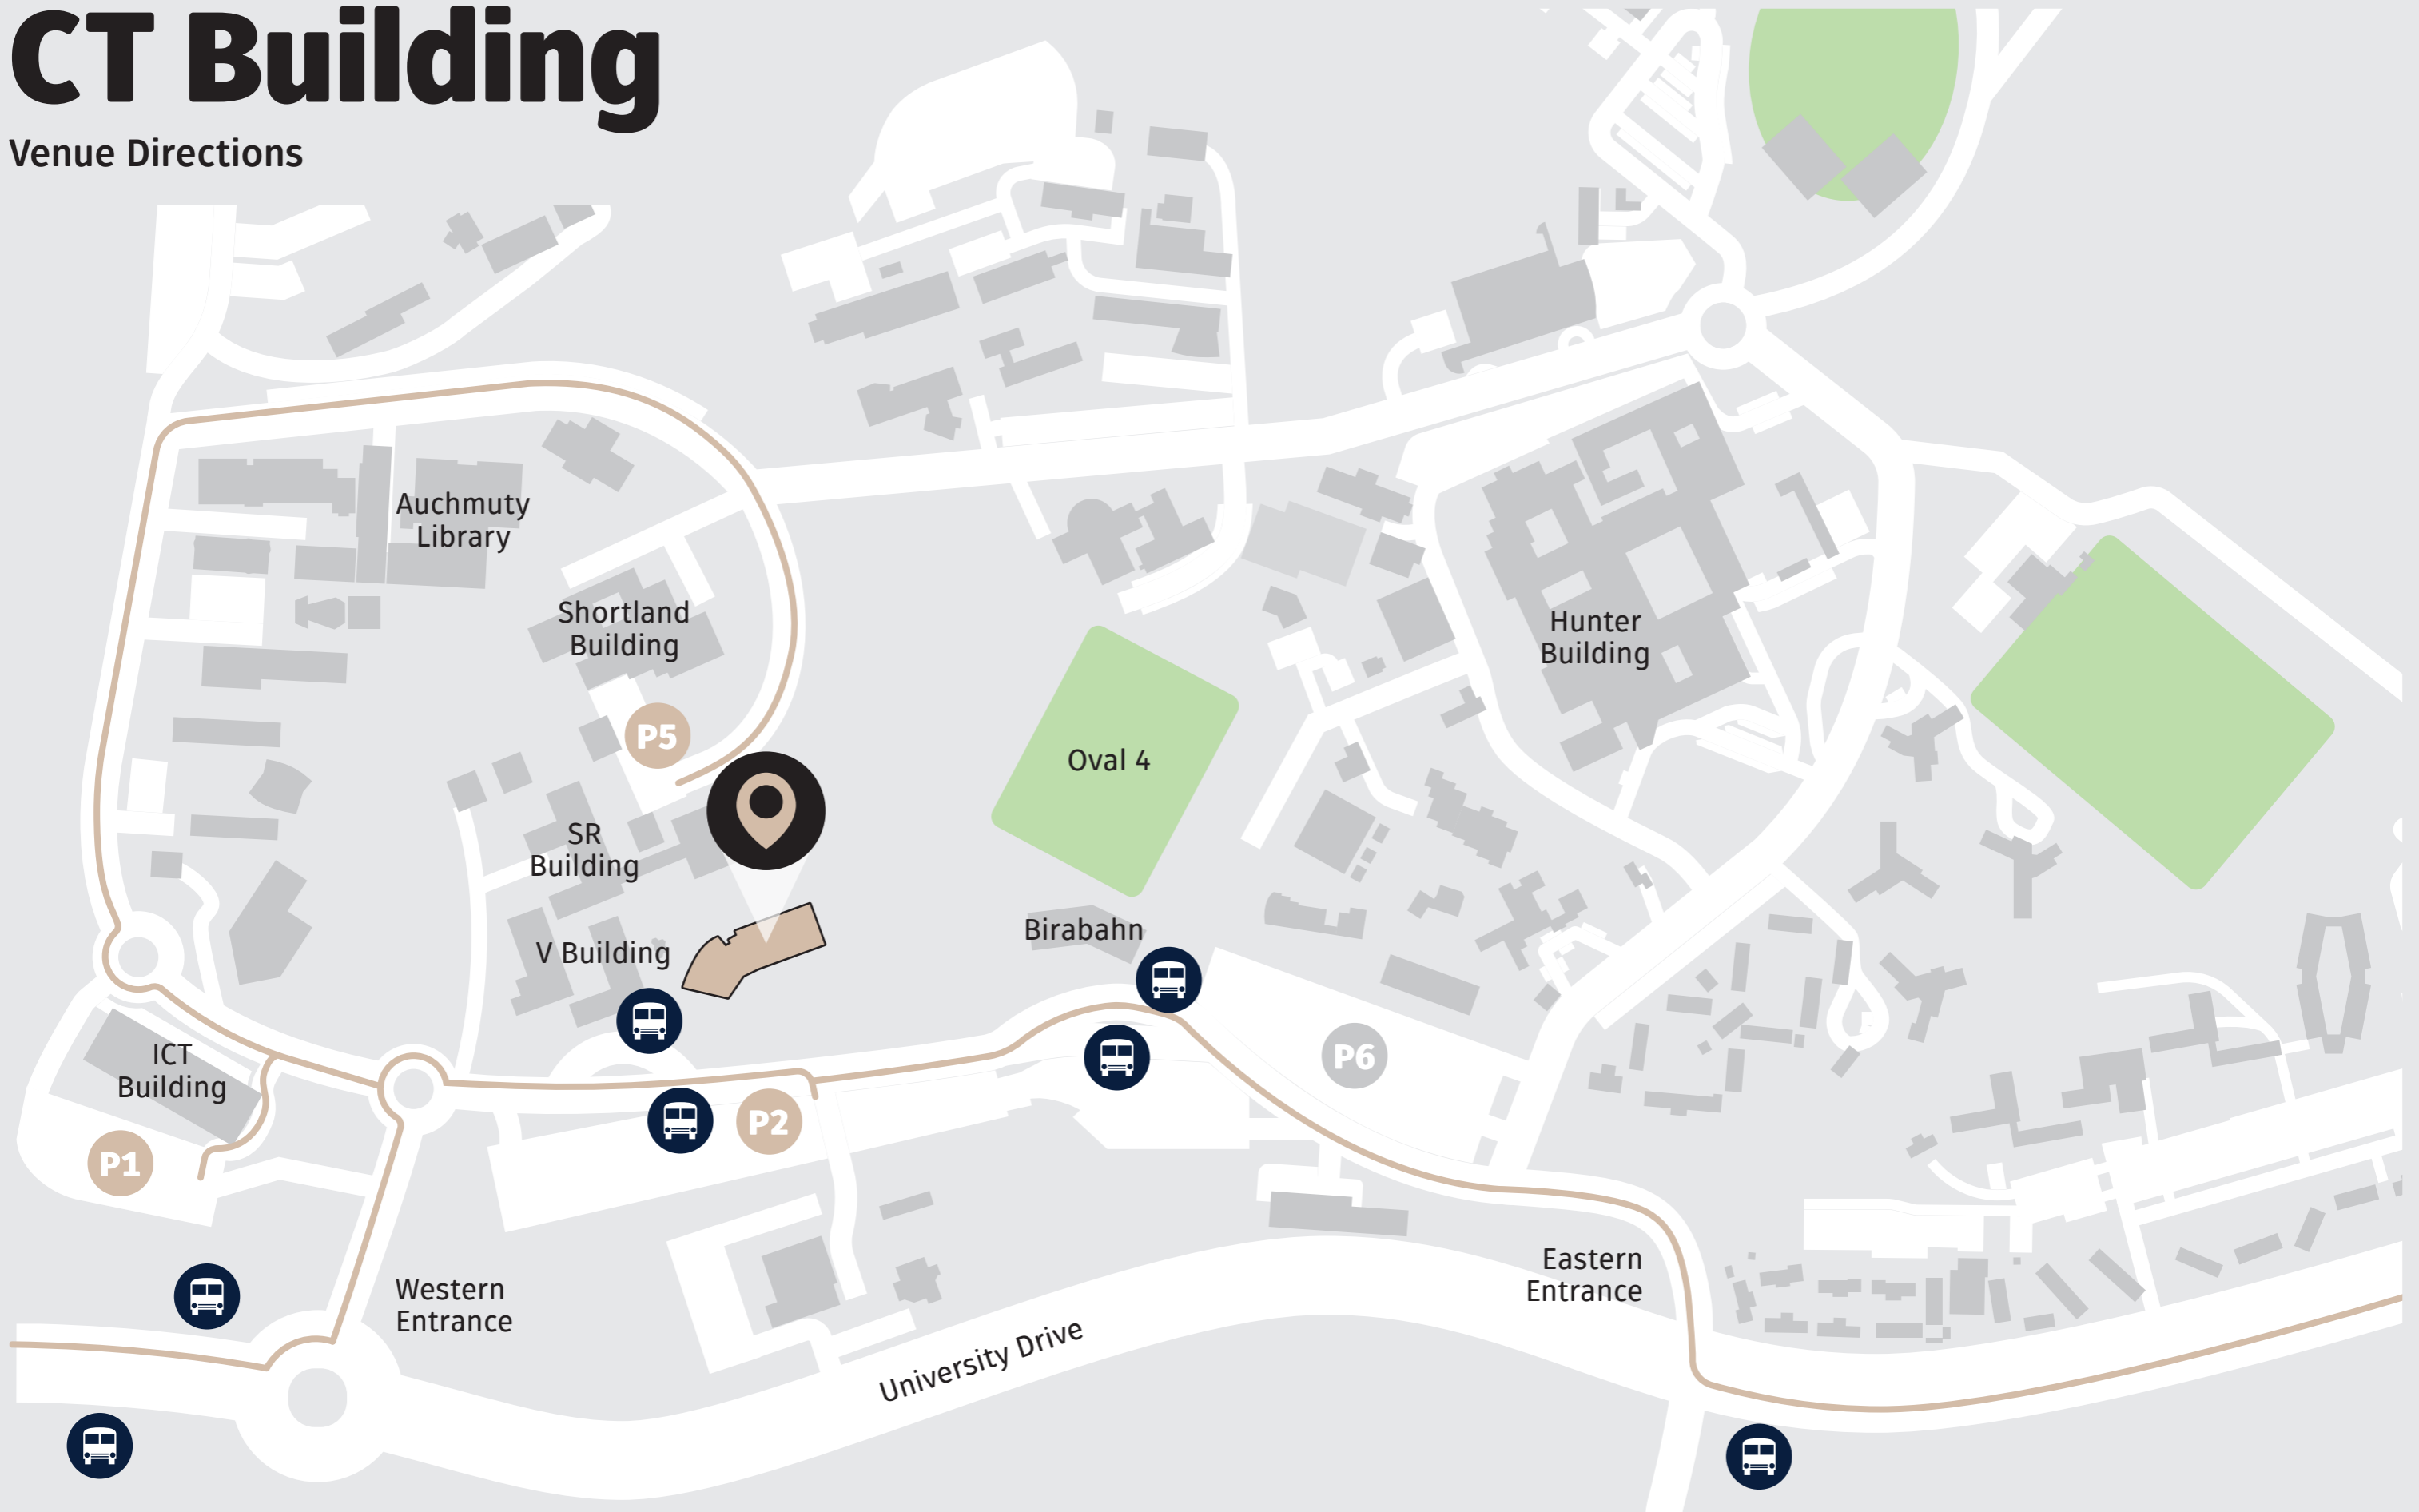 CT Building
Venue Directions
Auchmuty
Library
Shortland
Building
Hunter
Building
P5
Oval 4
SR
Building
Birabahn
V Building
ICT
Building
P6
P2
P1
Western
Entrance
Eastern
Entrance
University Drive